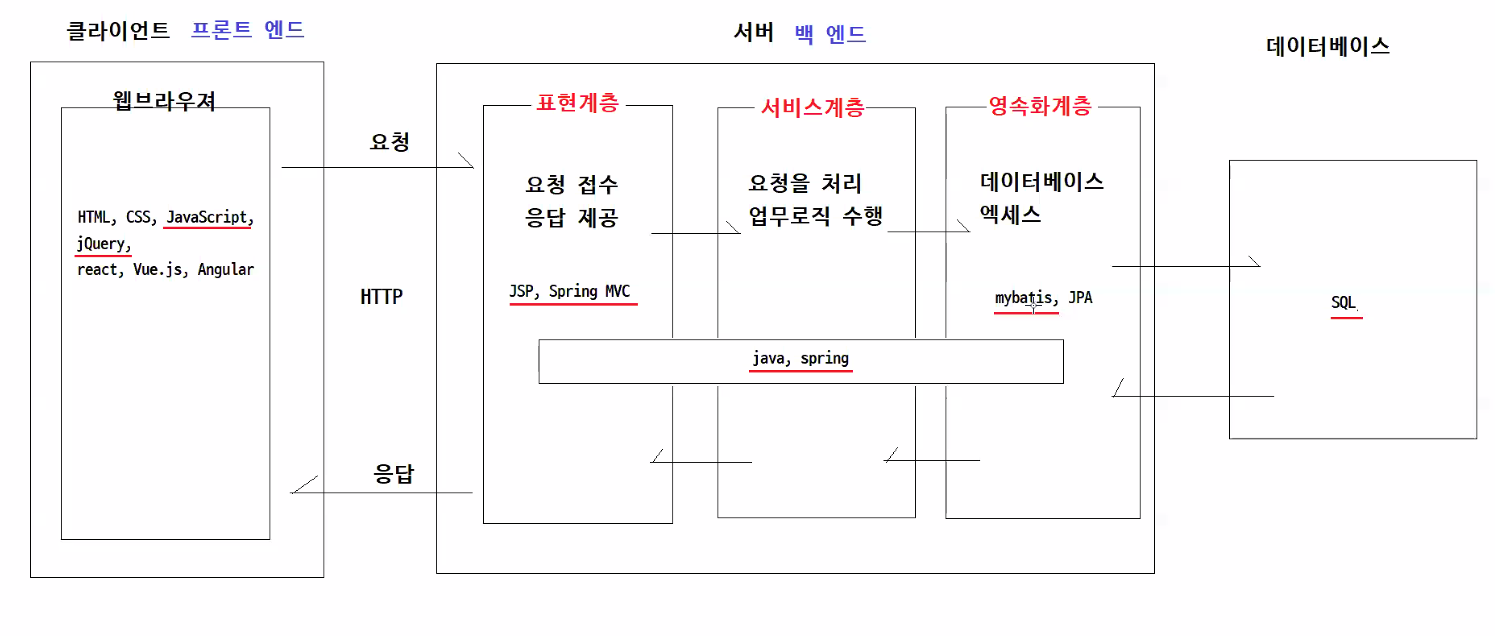 클라이언트 프론트 엔드
웹브라우져
HTML, CSS, JavaScript,
jQuery,
react, Vue.js, Angular
요청
HTTP
응답
서버 백 엔드
표현계층
요청 접수
응답 제공
JSP, Spring MVC
서비스계층
요청을 처리
업무로직 수행
java, spring
영속화계층
데이터베이스
엑세스
mybatis, JPA
데이터베이스
SQL